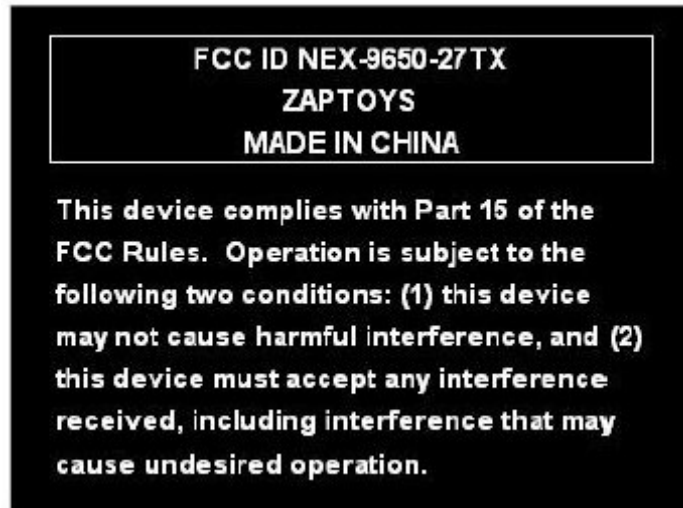 FCC ID NEX-9650-27TX
ZAPTOYS
MADE IN CHINA
This device complies with Part 15 of the
FCC Rules.  Operation is subject to the
following two conditions: (1) this device
may not cause harmful interference, and (2)
this device must accept any interference
received, including interference that may
cause undesired operation.